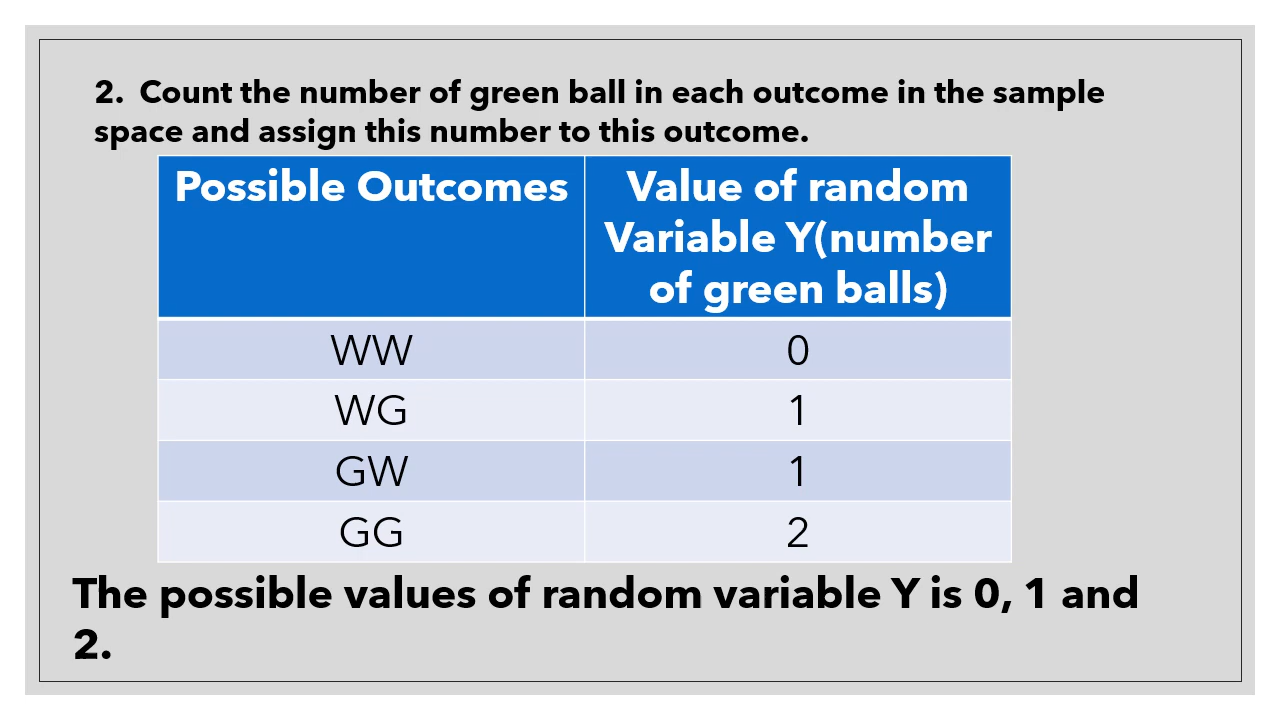 2. Count the number of green ball in each outcome in the sample
space and assign this number to this outcome.
Possible Outcomes
Value of random
Variable Y(number
of green balls)
WW 0
WG 1
GW 1
GG 2
The possible values of random variable Y is 0, 1 and
2.